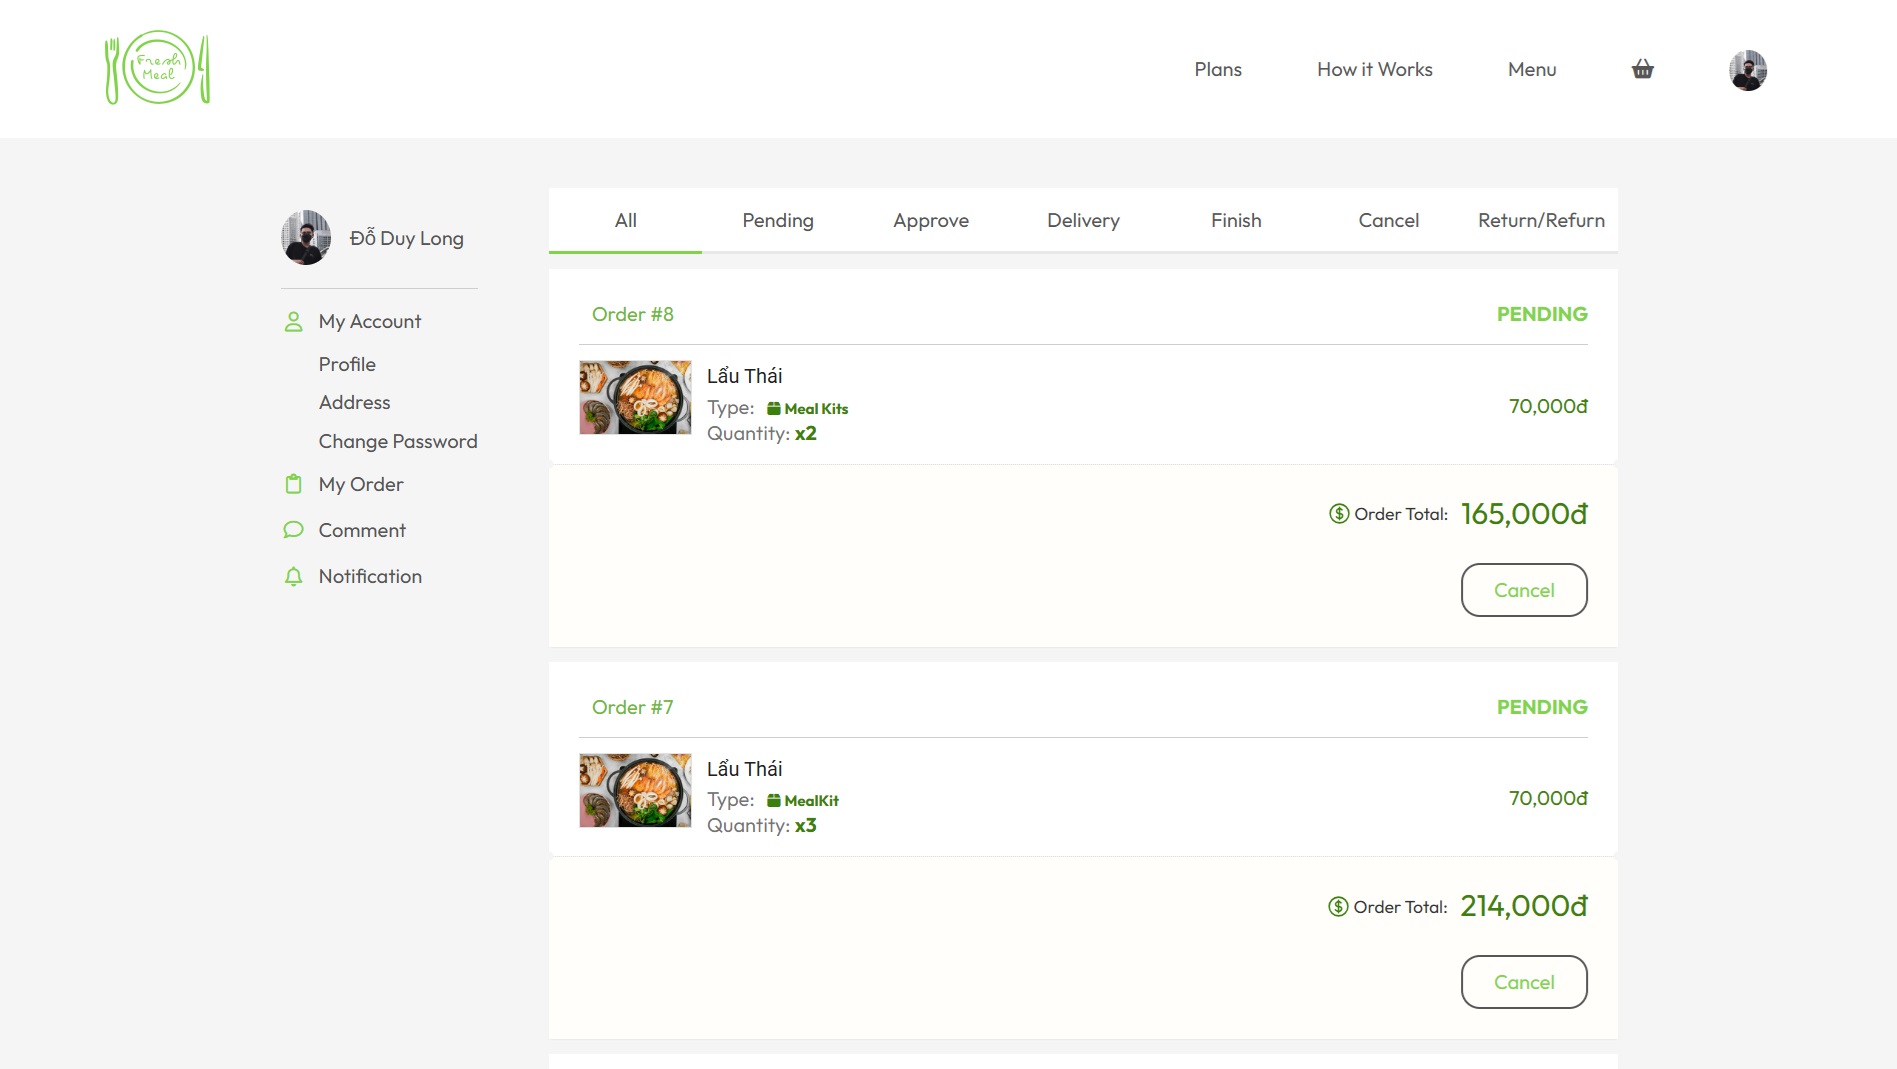 Fresh
Meal
Plans
How it Works
Menu
Đỗ Duy Long
My Account
Profile
Address
Change Password
My Order
Comment
Notification
All
Pending
Approve
Delivery
Finish
Cancel
Return/Refurn
Order #8
PENDING
Lẩu Thái
Type: Meal Kits
Quantity: x2
70,000đ
Order Total: 165,000đ
Cancel
Order #7
PENDING
Lẩu Thái
Type: MealKit
Quantity: x3
70,000đ
Order Total: 214,000đ
Cancel